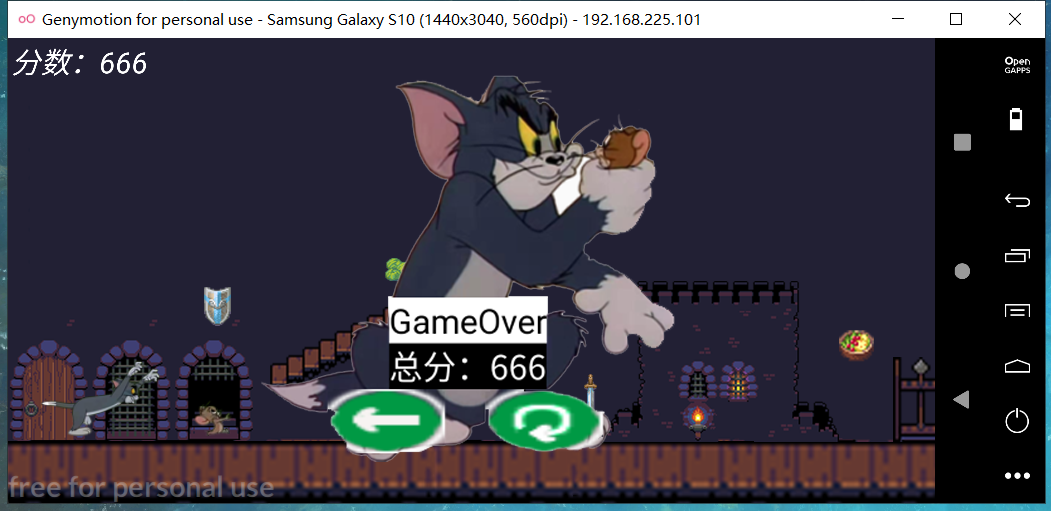 Genymotion for personal use - Samsung Galaxy S10 (1440x3040, 560dpi) - 192.168.225.101
分数：666
Open
GAPPS
GameOver
总分：666
free for personal use